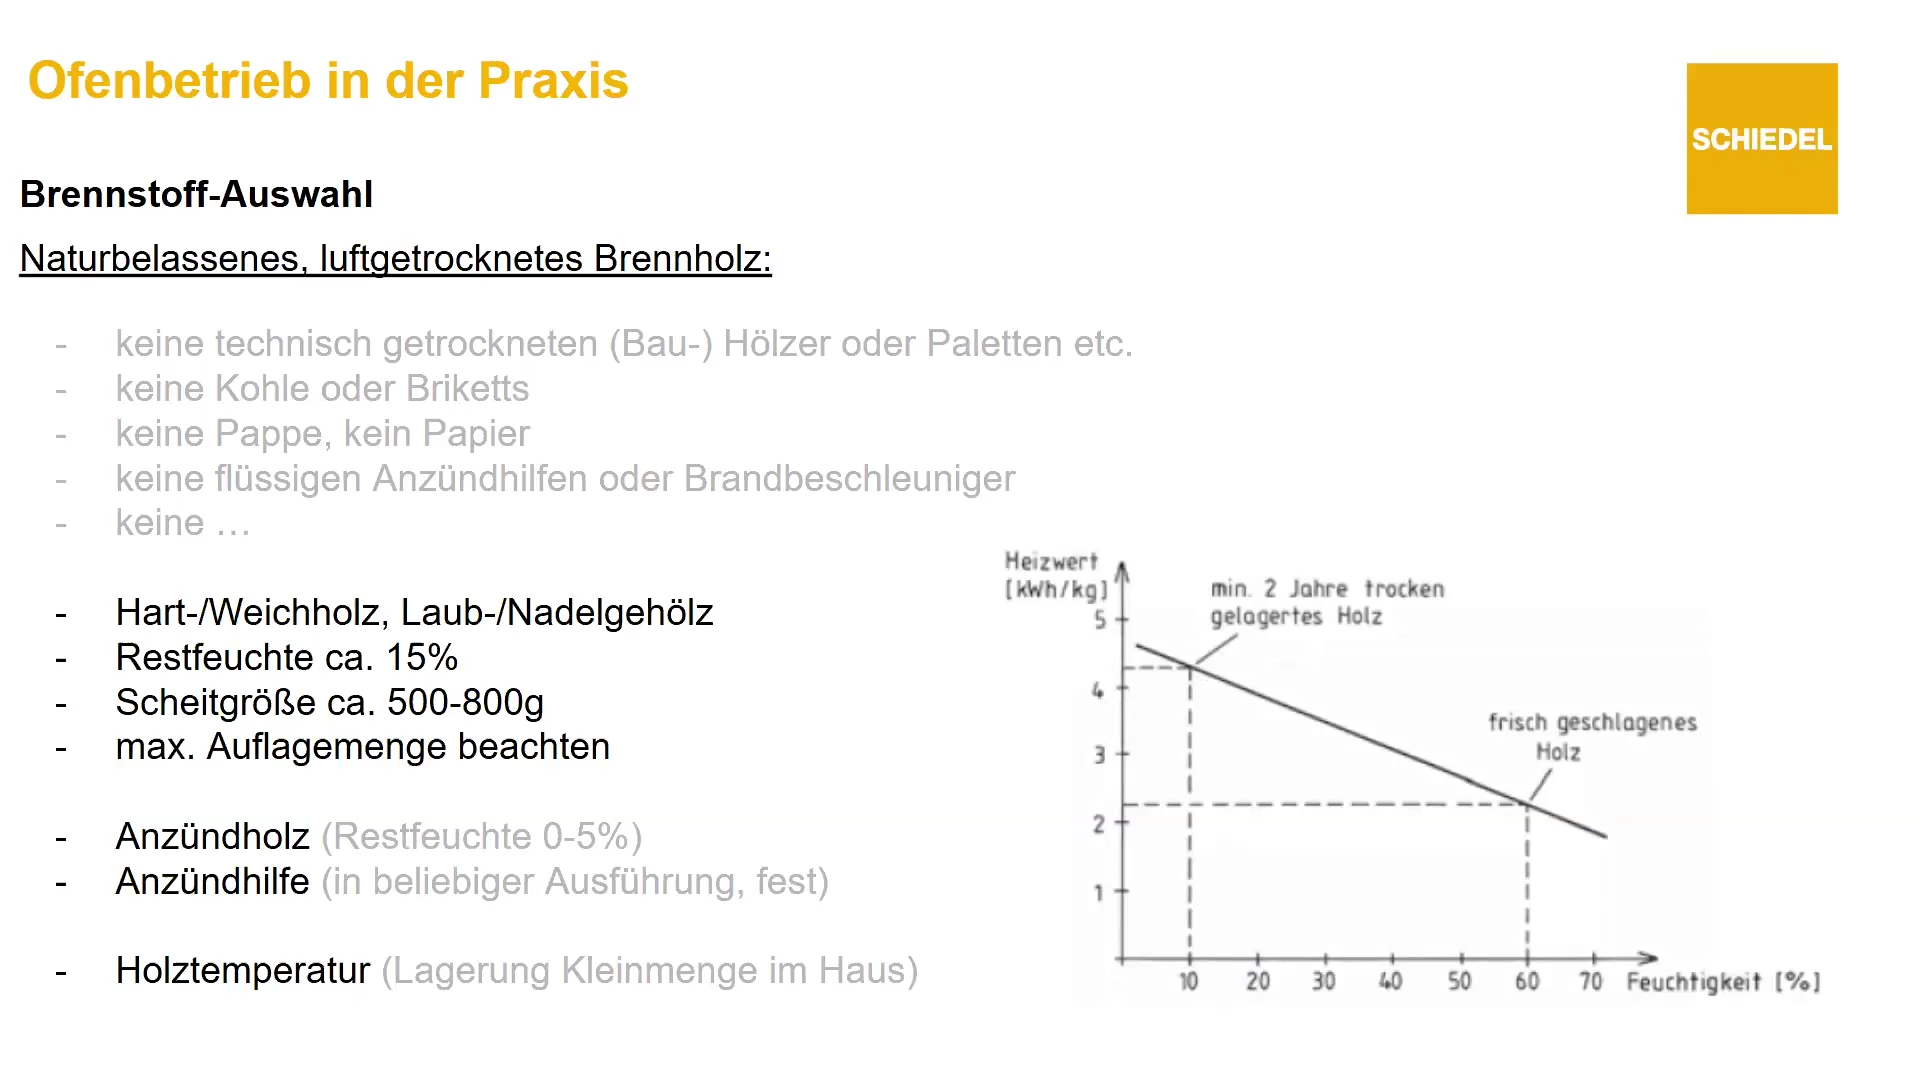 Ofenbetrieb in der Praxis
SCHIEDEL
Brennstoff-Auswahl
Naturbelassenes, luftgetrocknetes Brennholz:
- keine technisch getrockneten (Bau-) Hölzer oder Paletten etc.
- keine Kohle oder Briketts
- keine Pappe, kein Papier
- keine flüssigen Anzündhilfen oder Brandbeschleuniger
- keine …
- Hart-/Weichholz, Laub-/Nadelgehölz
- Restfeuchte ca. 15%
- Scheitgröße ca. 500-800g
- max. Auflagemenge beachten
- Anzündholz (Restfeuchte 0-5%)
- Anzündhilfe (in beliebiger Ausführung, fest)
- Holztemperatur (Lagerung Kleinmenge im Haus)
Heizwert
[kWh/kg]
5
4
3
2
1
min. 2 Jahre trocken
gelagertes Holz
frisch geschlagenes
Holz
10 20 30 40 50 60 70 Feuchtigkeit [%]